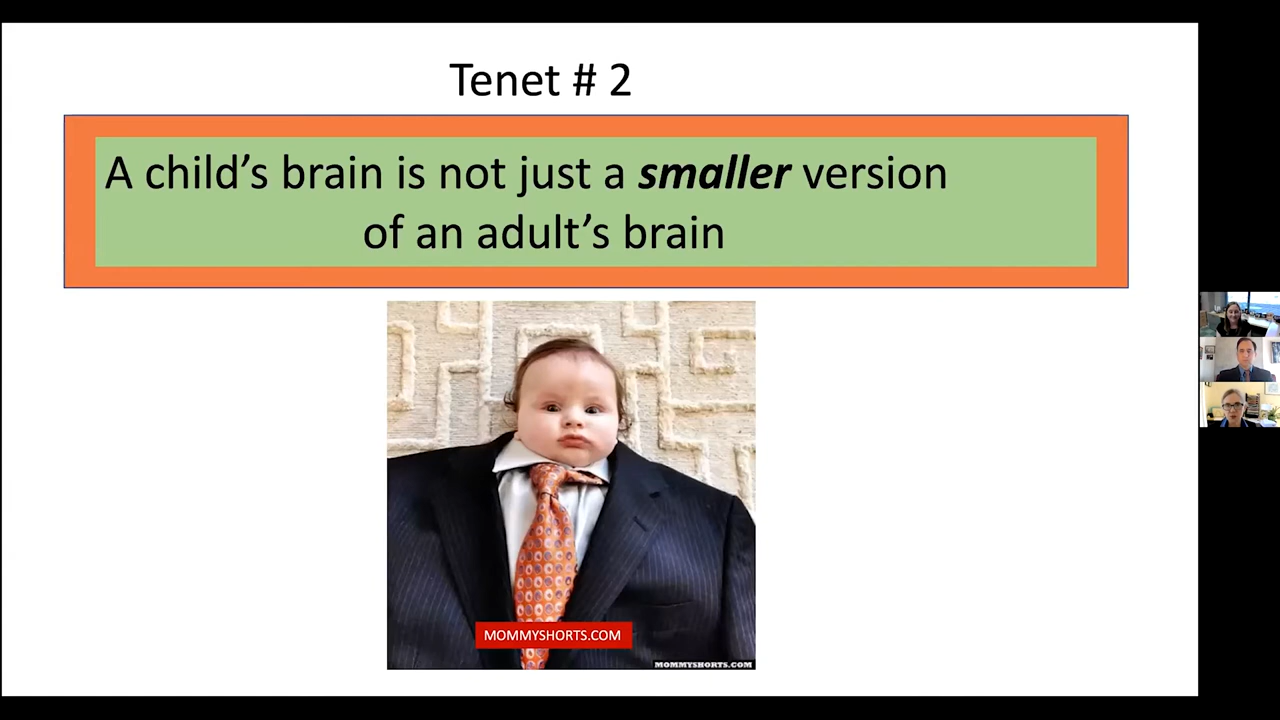 Tenet # 2
A child’s brain is not just a smaller version
of an adult’s brain
MOMMYSHORTS.COM
MOMMYSHORTS.COM